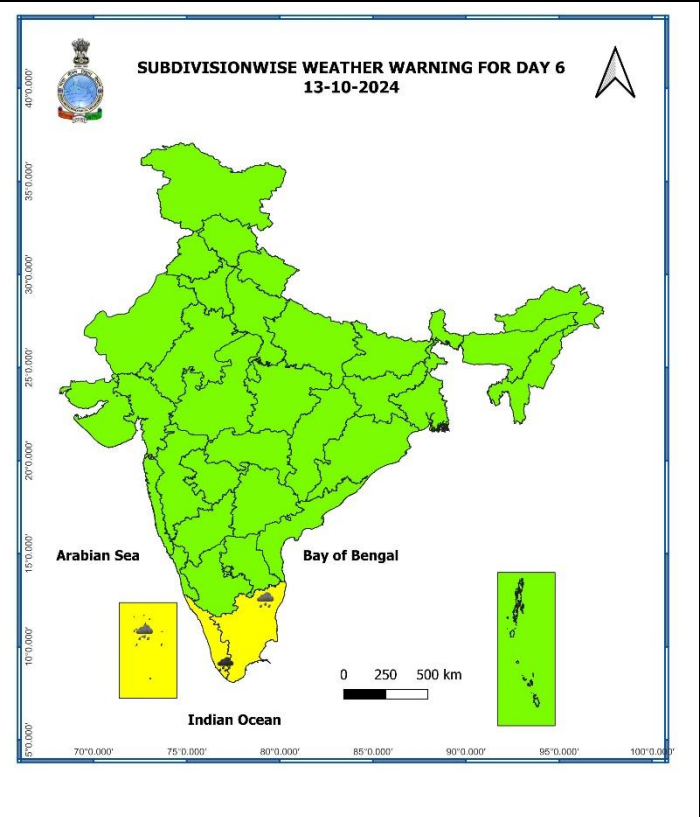 SUBDIVISIONWISE WEATHER WARNING FOR DAY 6
13-10-2024
40°0.000'
35°0.000'
30°0.000'
25°0.000'
20°0.000'
15°0.000'
10°0.000'
5°0.000'
Arabian Sea
Bay of Bengal
0 250 500 km
Indian Ocean
70°0.000' 75°0.000' 80°0.000' 85°0.000' 90°0.000' 95°0.000' 100°0.000'